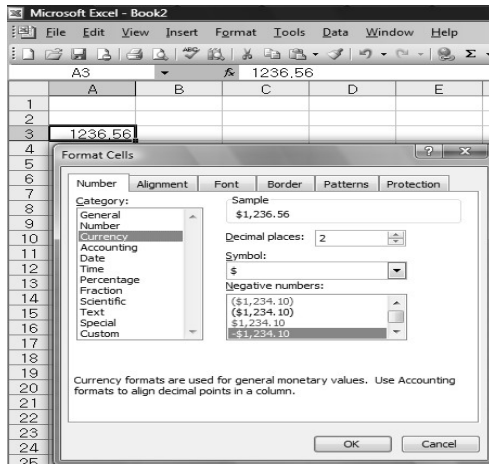 Microsoft Excel - Book2
File Edit View Insert Format Tools Data Window Help
A3 fx 1236.56
A B C D E
1
2
3 1236.56
4
Format Cells
5
6
Number Alignment Font Border Patterns Protection
7
Category: Sample
8
General $1,236.56
9
Number
10
Currency Decimal places: 2
11
Accounting
Date Symbol:
12
Time $
13
Percentage Negative numbers:
14
Fraction ($1,234.10)
Scientific ($1,234.10)
15
Text $1,234.10
16
Special -$1,234.10
Custom
17
18
19
Currency formats are used for general monetary values. Use Accounting
20
formats to align decimal points in a column.
21
22
23
24 OK Cancel
25